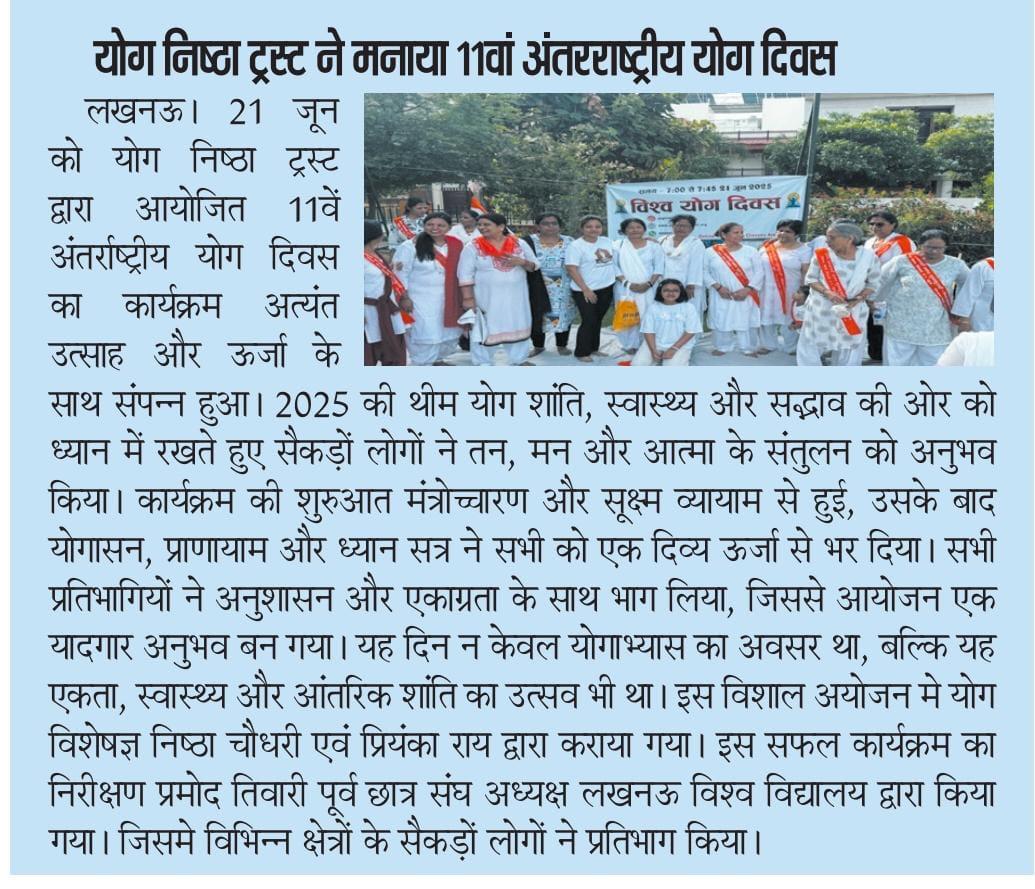 योग निष्ठा ट्रस्ट ने मनाया 11वां अंतरराष्ट्रीय योग दिवस
लखनऊ। 21 जून
को योग निष्ठा ट्रस्ट
द्वारा आयोजित 11वें
अंतर्राष्ट्रीय योग दिवस
का कार्यक्रम अत्यंत
उत्साह और ऊर्जा के
समय - 7:00 से 7:45 21 जून 2025
विश्व योग दिवस
साथ संपन्न हुआ। 2025 की थीम योग शांति, स्वास्थ्य और सद्भाव की ओर को
ध्यान में रखते हुए सैकड़ों लोगों ने तन, मन और आत्मा के संतुलन को अनुभव
किया। कार्यक्रम की शुरुआत मंत्रोच्चारण और सूक्ष्म व्यायाम से हुई, उसके बाद
योगासन, प्राणायाम और ध्यान सत्र ने सभी को एक दिव्य ऊर्जा से भर दिया। सभी
प्रतिभागियों ने अनुशासन और एकाग्रता के साथ भाग लिया, जिससे आयोजन एक
यादगार अनुभव बन गया। यह दिन न केवल योगाभ्यास का अवसर था, बल्कि यह
एकता, स्वास्थ्य और आंतरिक शांति का उत्सव भी था। इस विशाल अयोजन मे योग
विशेषज्ञ निष्ठा चौधरी एवं प्रियंका राय द्वारा कराया गया। इस सफल कार्यक्रम का
निरीक्षण प्रमोद तिवारी पूर्व छात्र संघ अध्यक्ष लखनऊ विश्व विद्यालय द्वारा किया
गया। जिसमे विभिन्न क्षेत्रों के सैकड़ों लोगों ने प्रतिभाग किया।